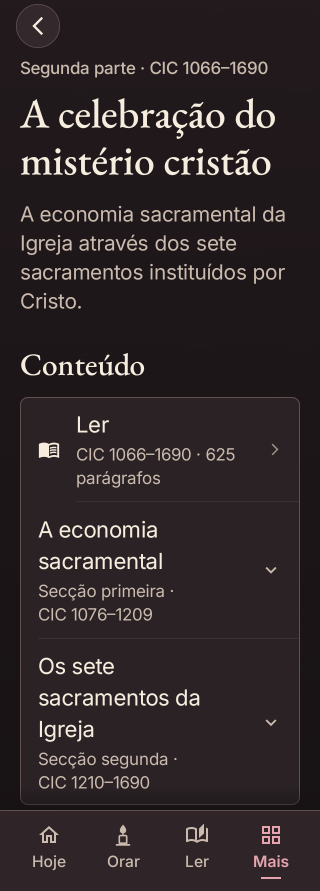 Segunda parte · CIC 1066–1690
A celebração do
mistério cristão
A economia sacramental da
Igreja através dos sete
sacramentos instituídos por
Cristo.
Conteúdo
Ler
CIC 1066–1690 · 625
parágrafos
A economia
sacramental
Secção primeira ·
CIC 1076–1209
Os sete
sacramentos da
Igreja
Secção segunda ·
CIC 1210–1690
Hoje
Orar
Ler
Mais